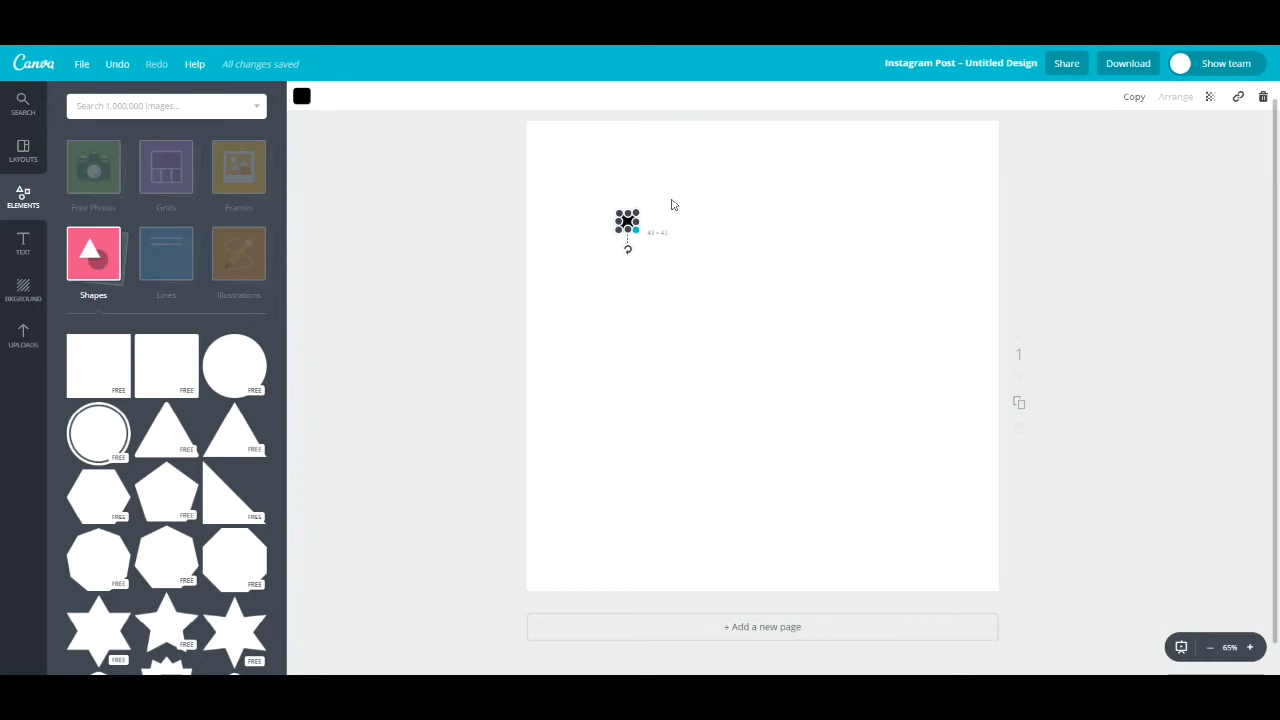 Canva File Undo Redo Help All changes saved Instagram Post – Untitled Design Share Download Show team
SEARCH
LAYOUTS
ELEMENTS
TEXT
BKGROUND
UPLOADS
Search 1,000,000 images...
Copy Arrange
Free Photos Grids Frames
Shapes Lines Illustrations
FREE FREE FREE
FREE FREE FREE
FREE FREE FREE
FREE FREE FREE
FREE FREE FREE
43 × 43
1
+ Add a new page
65%